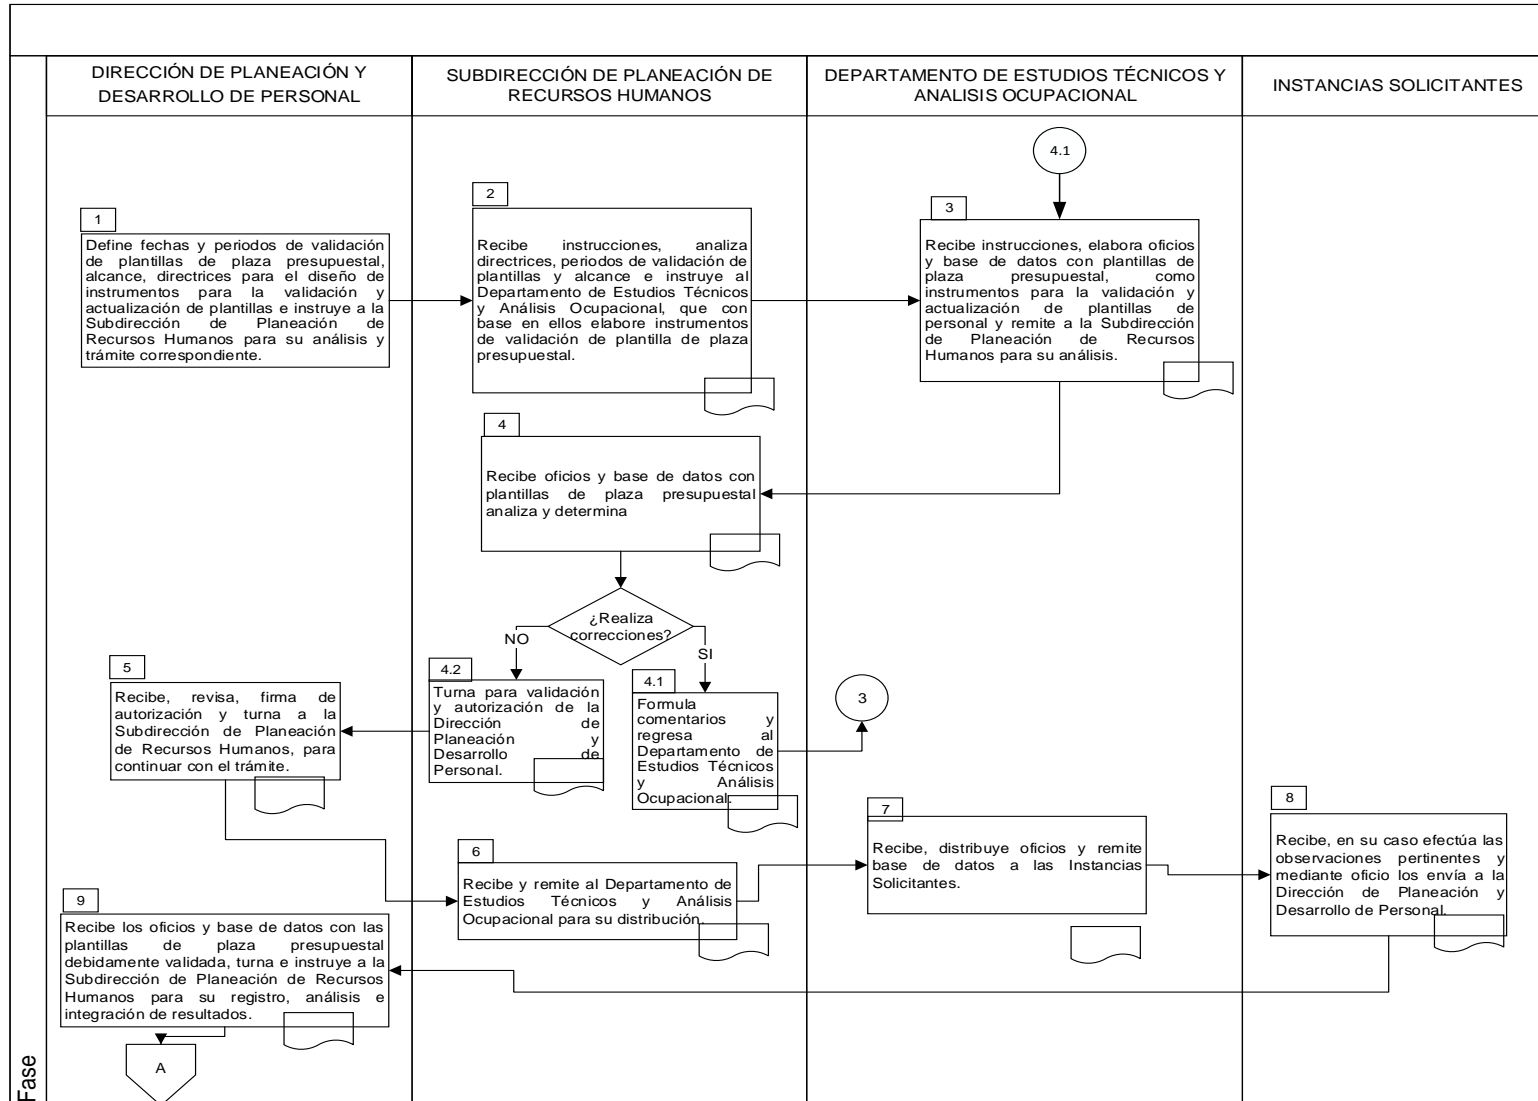 DIRECCIÓN DE PLANEACIÓN Y
DESARROLLO DE PERSONAL
SUBDIRECCIÓN DE PLANEACIÓN DE
RECURSOS HUMANOS
DEPARTAMENTO DE ESTUDIOS TÉCNICOS Y
ANALISIS OCUPACIONAL
INSTANCIAS SOLICITANTES
1
Define fechas y periodos de validación
de plantillas de plaza presupuestal,
alcance, directrices para el diseño de
instrumentos para la validación y
actualización de plantillas e instruye a la
Subdirección de Planeación de
Recursos Humanos para su análisis y
trámite correspondiente.
2
Recibe instrucciones, analiza
directrices, periodos de validación de
plantillas y alcance e instruye al
Departamento de Estudios Técnicos
y Análisis Ocupacional, que con
base en ellos elabore instrumentos
de validación de plantilla de plaza
presupuestal.
4.1
3
Recibe instrucciones, elabora oficios
y base de datos con plantillas de
plaza presupuestal, como
instrumentos para la validación y
actualización de plantillas de
personal y remite a la Subdirección
de Planeación de Recursos
Humanos para su análisis.
4
Recibe oficios y base de datos con
plantillas de plaza presupuestal
analiza y determina
¿Realiza
correcciones?
NO
SI
4.2
Turna para validación
y autorización de la
Dirección de
Planeación y
Desarrollo de
Personal.
4.1
Formula
comentarios y
regresa al
Departamento de
Estudios Técnicos
y Análisis
Ocupacional.
3
5
Recibe, revisa, firma de
autorización y turna a la
Subdirección de Planeación
de Recursos Humanos, para
continuar con el trámite.
6
Recibe y remite al Departamento de
Estudios Técnicos y Análisis
Ocupacional para su distribución.
7
Recibe, distribuye oficios y remite
base de datos a las Instancias
Solicitantes.
8
Recibe, en su caso efectúa las
observaciones pertinentes y
mediante oficio los envía a la
Dirección de Planeación y
Desarrollo de Personal.
9
Recibe los oficios y base de datos con las
plantillas de plaza presupuestal
debidamente validada, turna e instruye a la
Subdirección de Planeación de Recursos
Humanos para su registro, análisis e
integración de resultados.
A
Fase